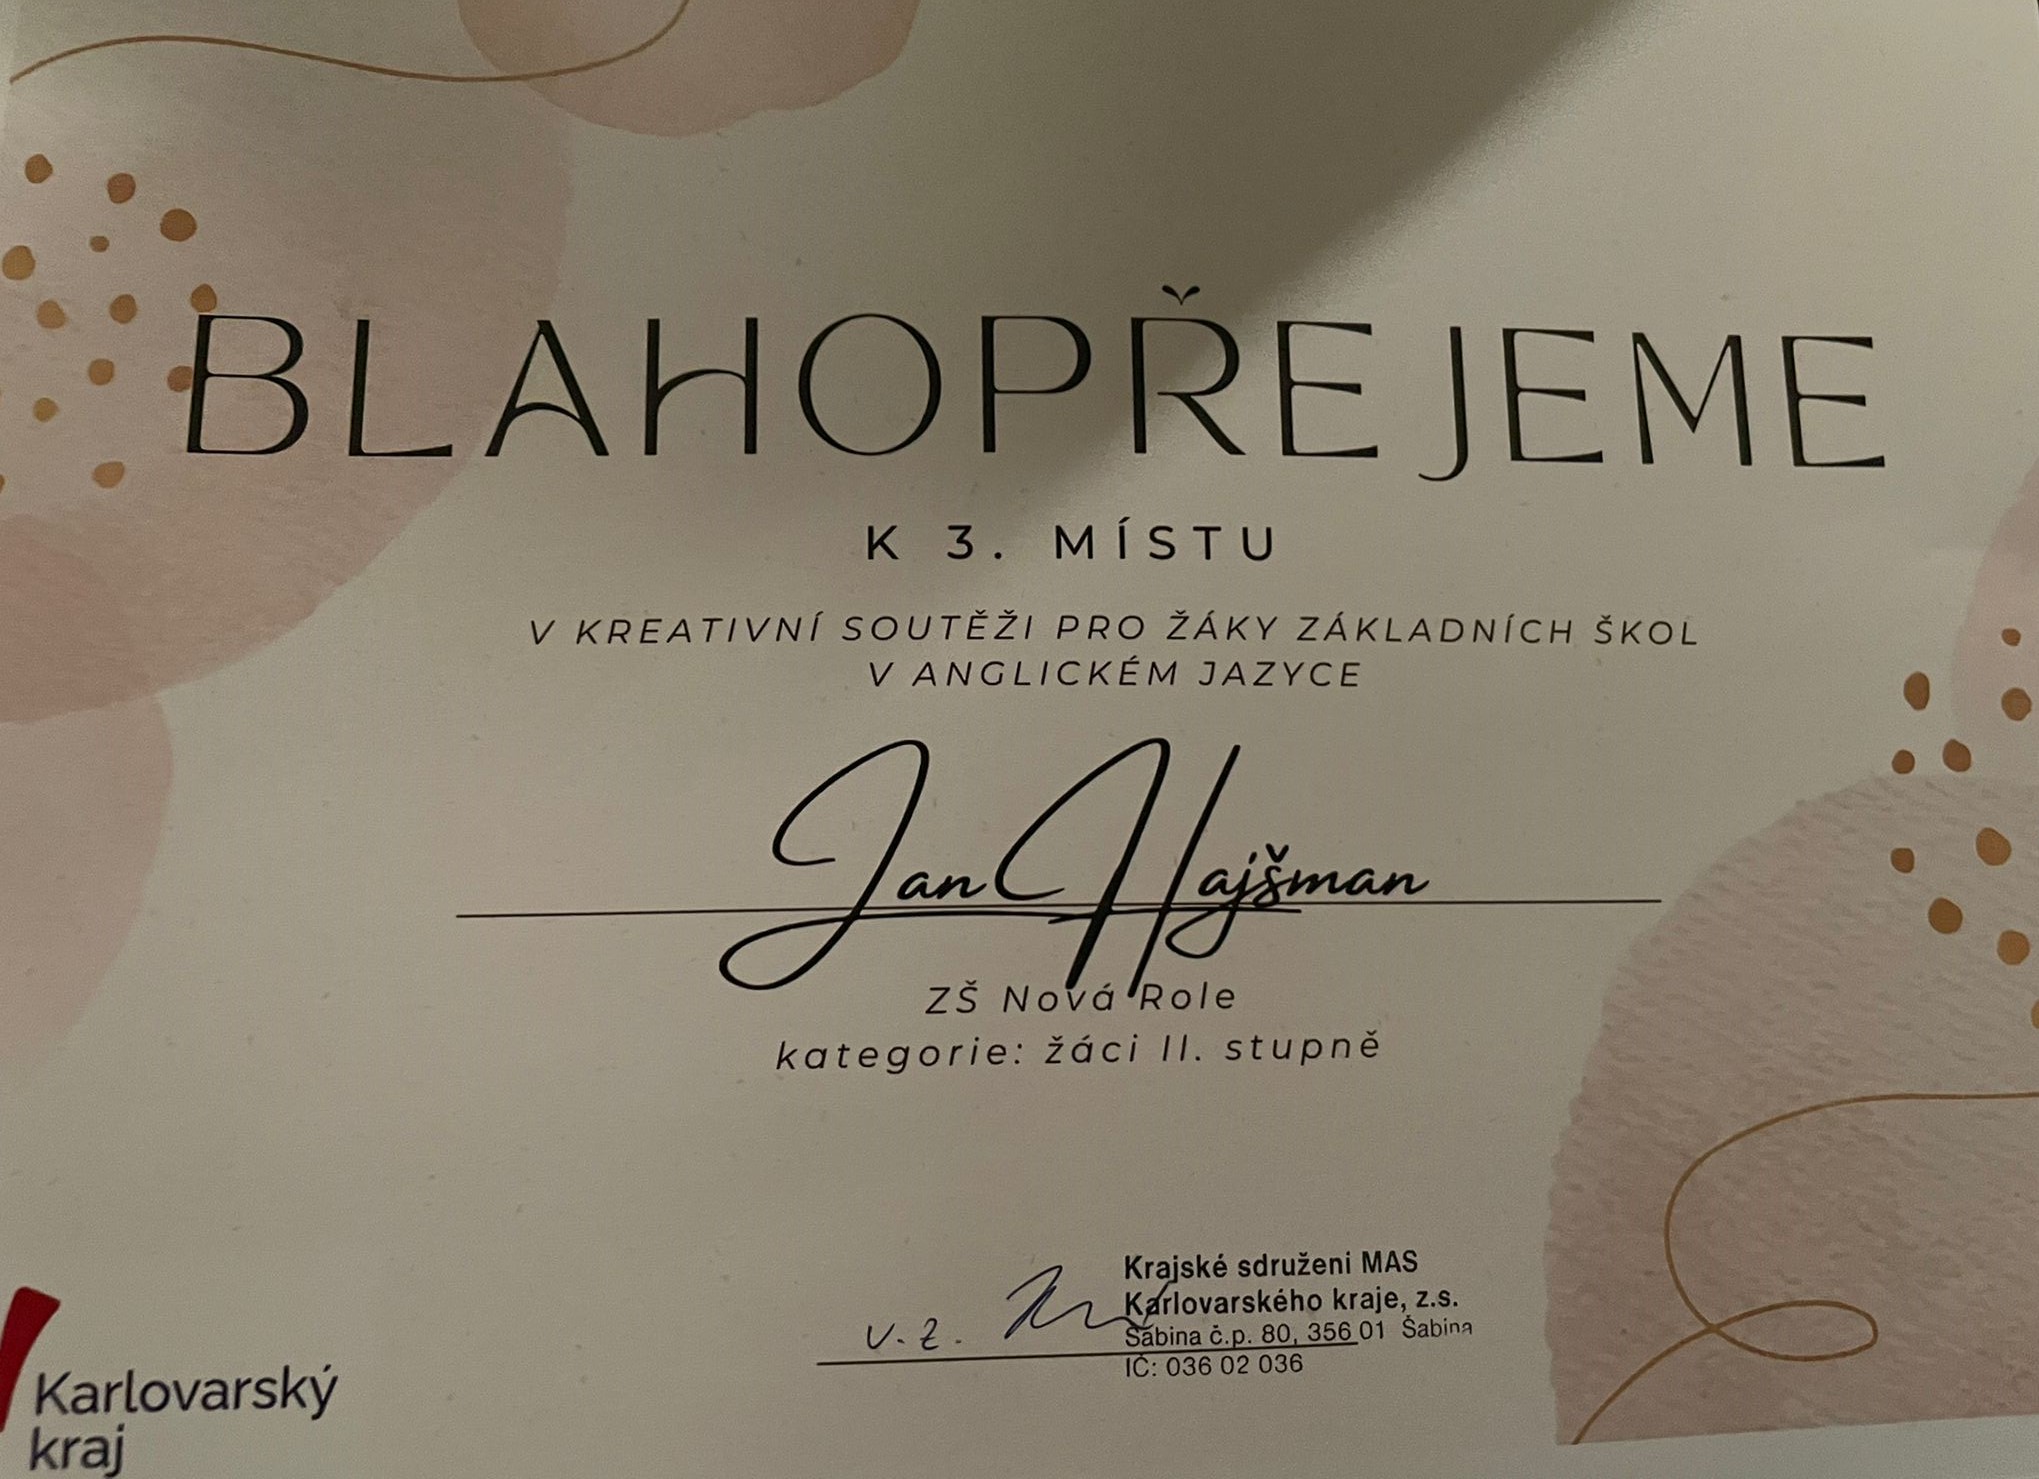 BLAHOPŘEJEME
K 3. MÍSTU
V KREATIVNÍ SOUTĚŽI PRO ŽÁKY ZÁKLADNÍCH ŠKOL
V ANGLICKÉM JAZYCE
Jan Hajšman
ZŠ Nová Role
kategorie: žáci II. stupně
v. z.
Krajské sdruženi MAS
Karlovarského kraje, z.s.
Šabina č.p. 80, 356 01 Šabina
IČ: 036 02 036
Karlovarský
kraj